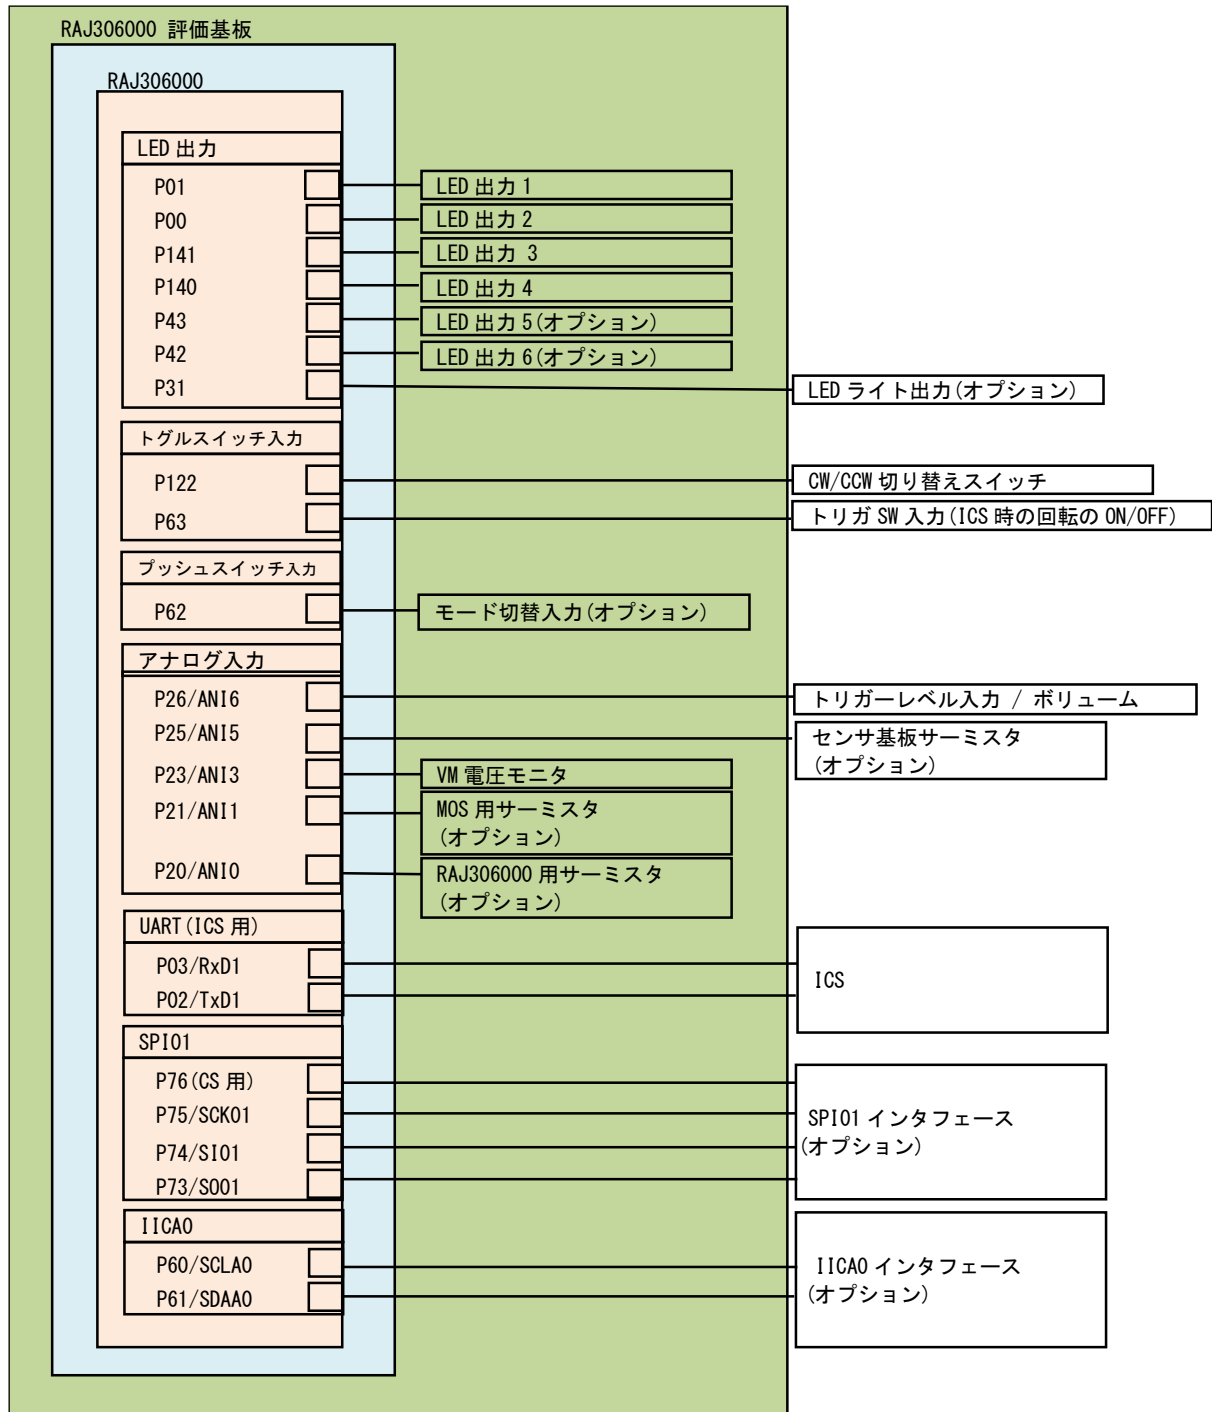 RAJ306000 評価基板
RAJ306000
LED 出力
P01
LED 出力 1
P00
LED 出力 2
P141
LED 出力 3
P140
LED 出力 4
P43
LED 出力 5(オプション)
P42
LED 出力 6(オプション)
P31
LED ライト出力(オプション)
トグルスイッチ入力
P122
CW/CCW 切り替えスイッチ
P63
トリガ SW 入力(ICS 時の回転の ON/OFF)
プッシュスイッチ入力
P62
モード切替入力(オプション)
アナログ入力
P26/ANI6
トリガーレベル入力 / ボリューム
P25/ANI5
センサ基板サーミスタ
(オプション)
P23/ANI3
VM 電圧モニタ
P21/ANI1
MOS 用サーミスタ
(オプション)
P20/ANI0
RAJ306000 用サーミスタ
(オプション)
UART(ICS 用)
P03/RxD1
P02/TxD1
ICS
SPI01
P76(CS 用)
P75/SCK01
P74/SI01
P73/SO01
SPI01 インタフェース
(オプション)
IICA0
P60/SCLA0
P61/SDAA0
IICA0 インタフェース
(オプション)